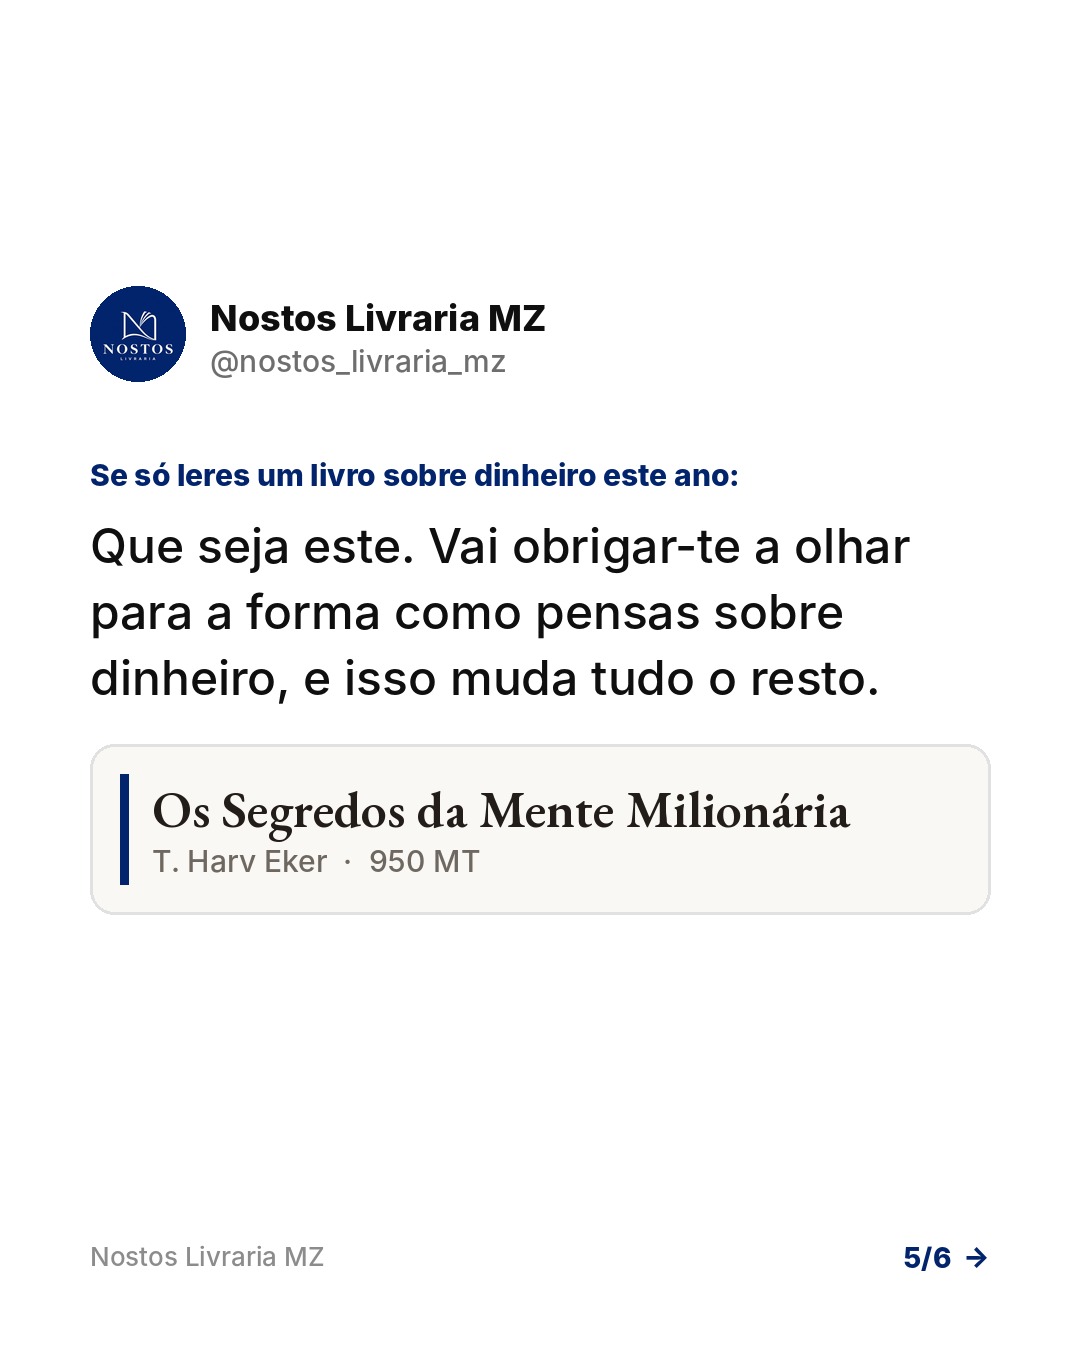 NOSTOS
LIVRARIA
Nostos Livraria MZ
@nostos_livraria_mz
Se só leres um livro sobre dinheiro este ano:
Que seja este. Vai obrigar-te a olhar
para a forma como pensas sobre
dinheiro, e isso muda tudo o resto.
Os Segredos da Mente Milionária
T. Harv Eker · 950 MT
Nostos Livraria MZ
5/6 →